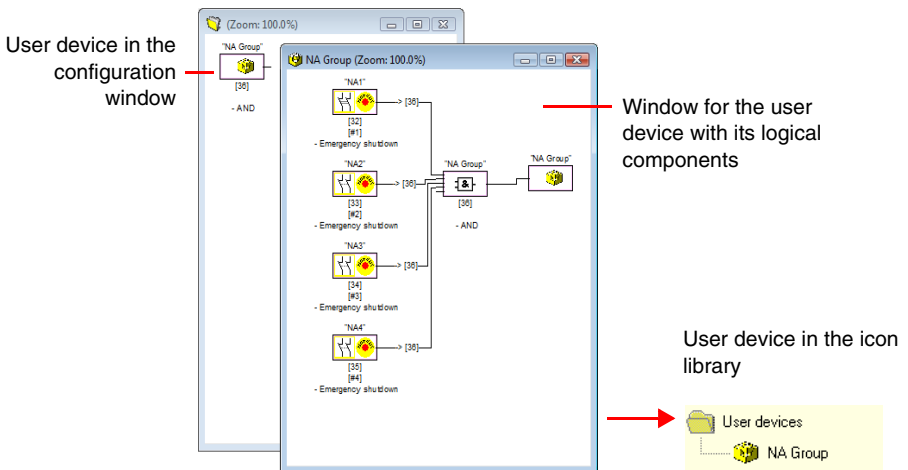 (Zoom: 100.0%)
User device in the
configuration
window
"NA Group"
[36]
- AND
NA Group (Zoom: 100.0%)
"NA1"
-> [36]
[32]
[#1]
- Emergency shutdown
"NA2"
-> [36]
[33]
[#2]
- Emergency shutdown
"NA3"
-> [36]
[34]
[#3]
- Emergency shutdown
"NA4"
-> [36]
[35]
[#4]
- Emergency shutdown
"NA Group"
&
[36]
- AND
"NA Group"
Window for the user
device with its logical
components
User device in the icon
library
User devices
NA Group